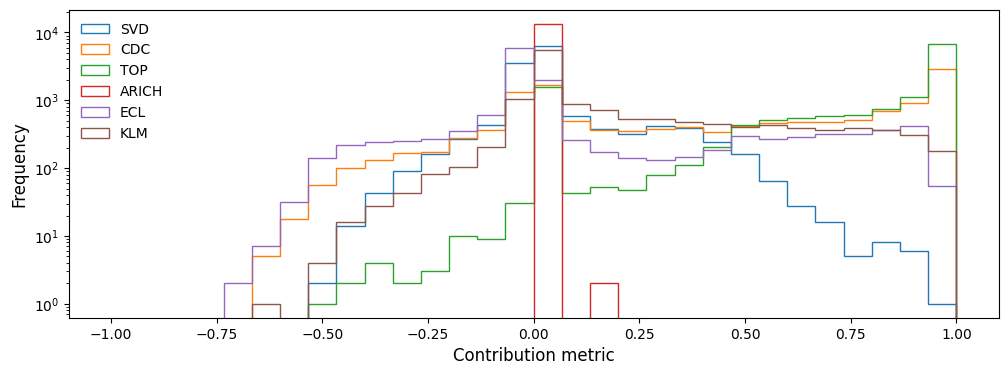 SVD
CDC
TOP
ARICH
ECL
KLM
Frequency
10⁴
10³
10²
10¹
10⁰
−1.00 −0.75 −0.50 −0.25 0.00 0.25 0.50 0.75 1.00
Contribution metric